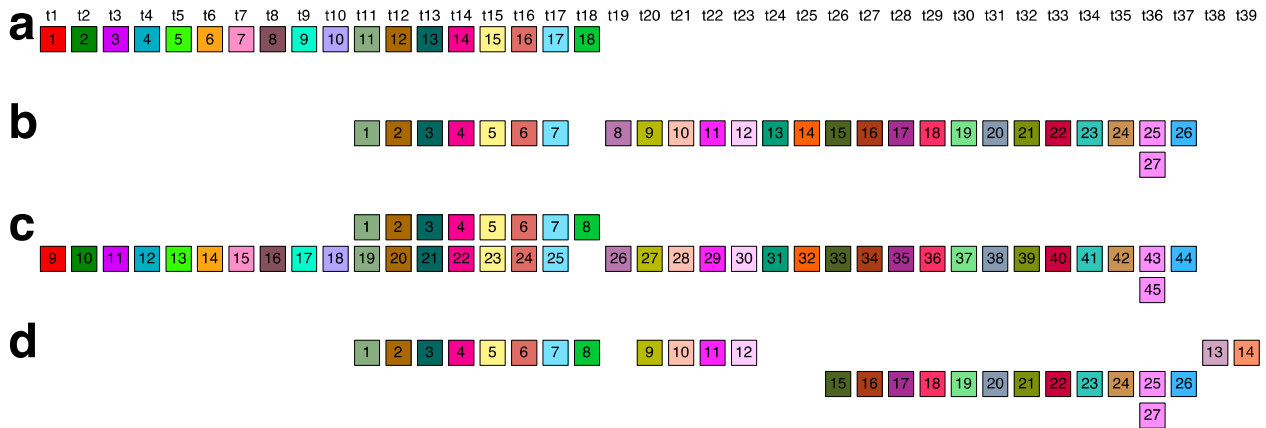 t1 t2 t3 t4 t5 t6 t7 t8 t9 t10 t11 t12 t13 t14 t15 t16 t17 t18 t19 t20 t21 t22 t23 t24 t25 t26 t27 t28 t29 t30 t31 t32 t33 t34 t35 t36 t37 t38 t39
a 1 2 3 4 5 6 7 8 9 10 11 12 13 14 15 16 17 18
b 1 2 3 4 5 6 7 8 9 10 11 12 13 14 15 16 17 18 19 20 21 22 23 24 25 26
27
c 1 2 3 4 5 6 7 8
9 10 11 12 13 14 15 16 17 18 19 20 21 22 23 24 25 26 27 28 29 30 31 32 33 34 35 36 37 38 39 40 41 42 43 44
45
d 1 2 3 4 5 6 7 8 9 10 11 12 13 14
15 16 17 18 19 20 21 22 23 24 25 26
27